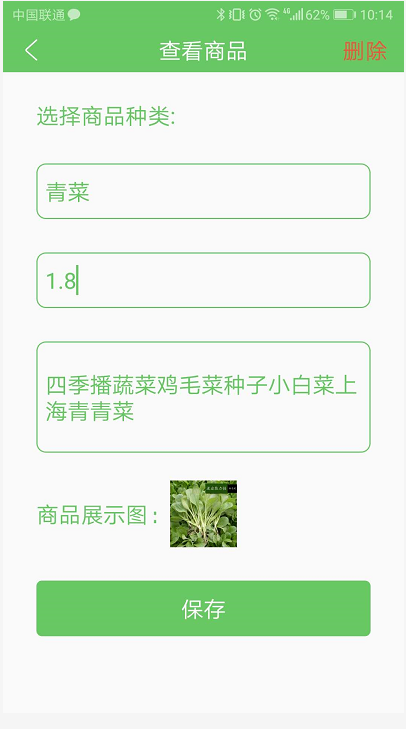 中国联通 4G 62% 10:14
查看商品 删除
选择商品种类:
青菜
1.8
四季播蔬菜鸡毛菜种子小白菜上
海青青菜
商品展示图：
保存